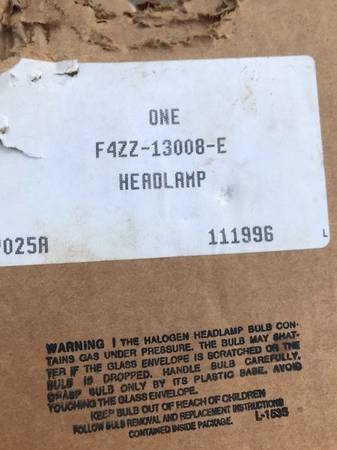 ONE
F4ZZ-13008-E
HEADLAMP
025A 111996 L
WARNING ! THE HALOGEN HEADLAMP BULB CON-
TAINS GAS UNDER PRESSURE. THE BULB MAY SHAT-
TER IF THE GLASS ENVELOPE IS SCRATCHED OR THE
BULB IS DROPPED. HANDLE BULB CAREFULLY.
GRASP BULB ONLY BY ITS PLASTIC BASE. AVOID
TOUCHING THE GLASS ENVELOPE.
KEEP BULB OUT OF REACH OF CHILDREN
FOLLOW BULB REMOVAL AND REPLACEMENT INSTRUCTIONS
CONTAINED INSIDE PACKAGE. L-1535